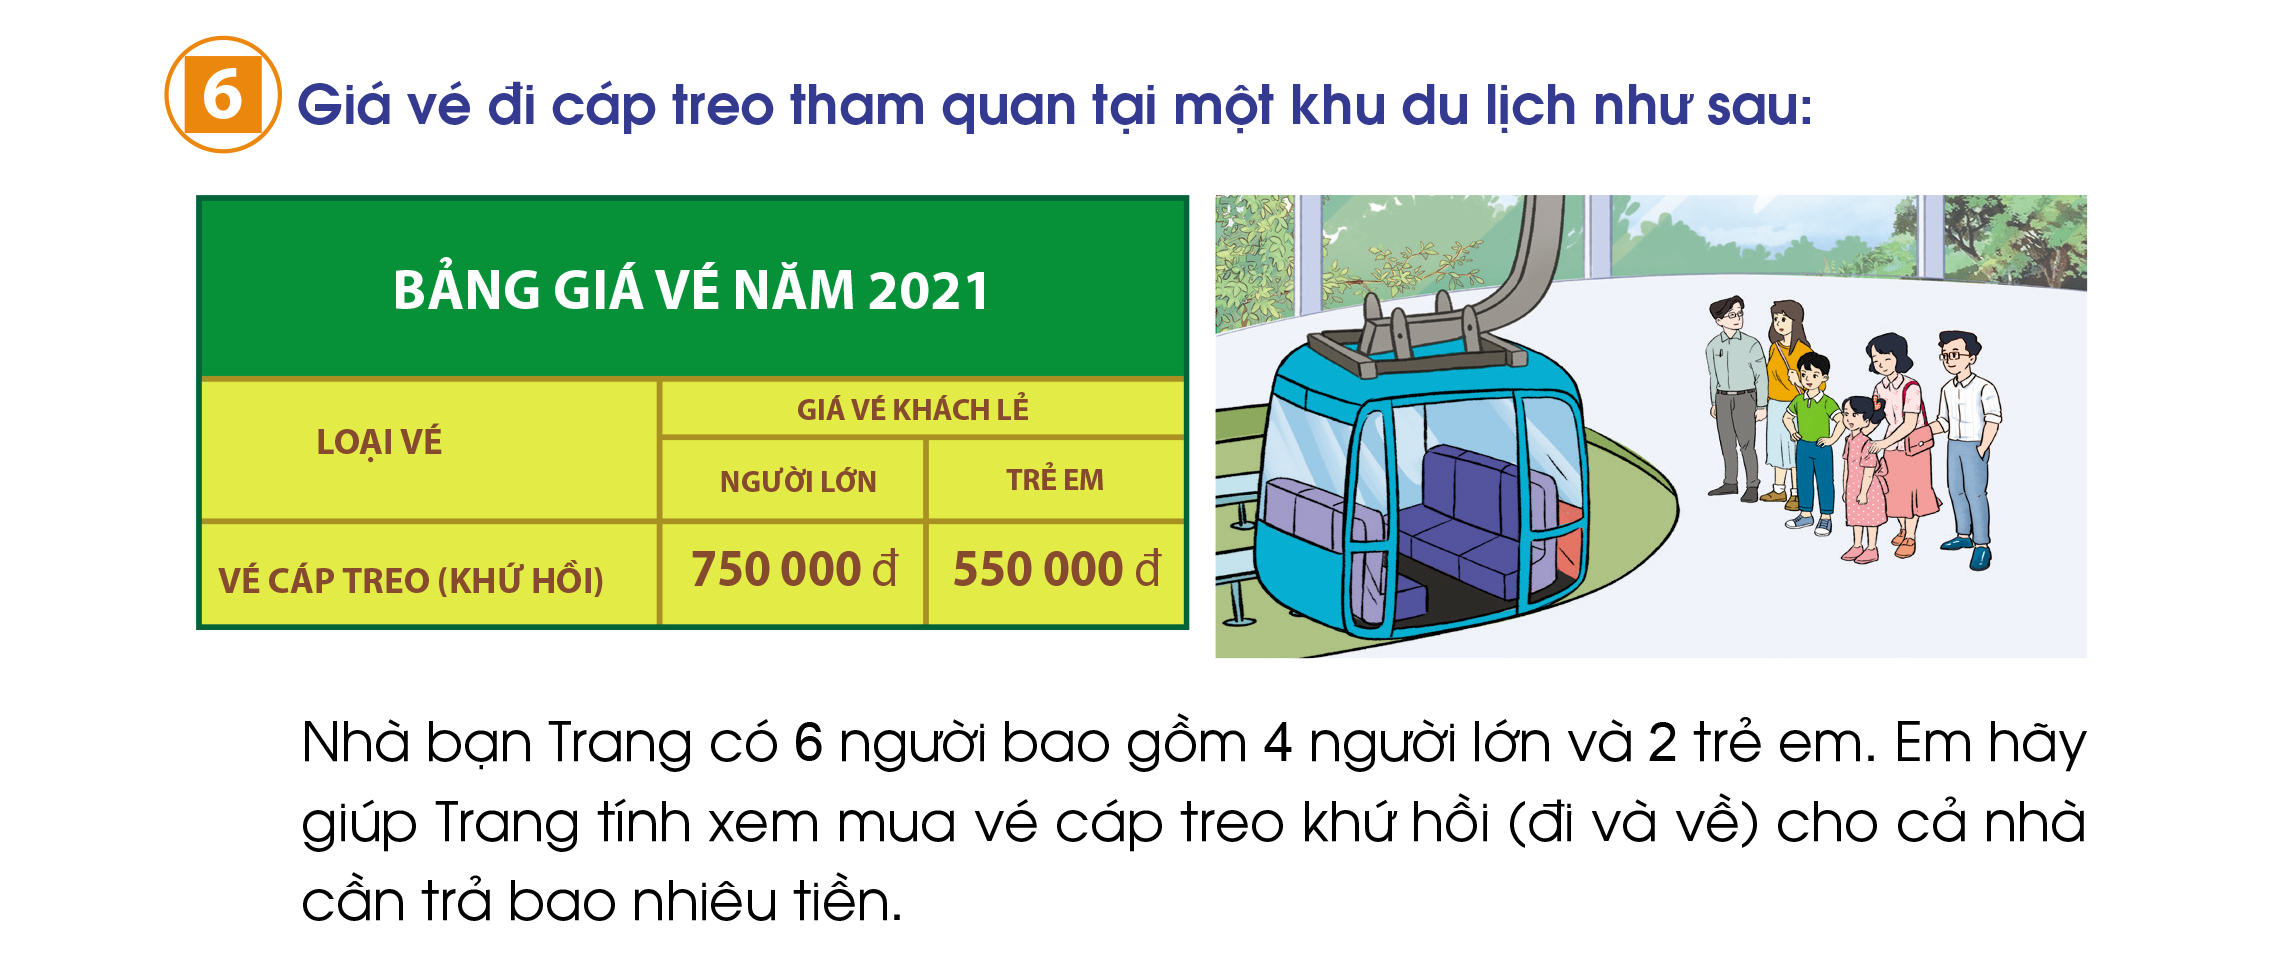 6 Giá vé đi cáp treo tham quan tại một khu du lịch như sau:
BẢNG GIÁ VÉ NĂM 2021
LOẠI VÉ
GIÁ VÉ KHÁCH LẺ
NGƯỜI LỚN
TRẺ EM
VÉ CÁP TREO (KHỨ HỒI)
750 000 đ
550 000 đ
Nhà bạn Trang có 6 người bao gồm 4 người lớn và 2 trẻ em. Em hãy
giúp Trang tính xem mua vé cáp treo khứ hồi (đi và về) cho cả nhà
cần trả bao nhiêu tiền.